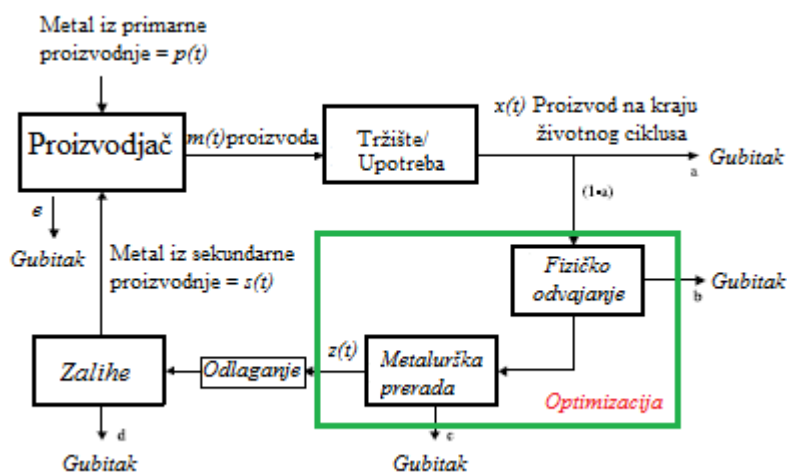 Metal iz primarne
proizvodnje = p(t)
Proizvodjač
m(t)proizvoda
Tržište/
Upotreba
x(t) Proizvod na kraju
životnog ciklusa
a
Gubitak
(1-a)
e
Gubitak
Metal iz sekundarne
proizvodnje = s(t)
Fizičko
odvajanje
b
Gubitak
Zalihe
Odlaganje
z(t)
Metalurška
prerada
Optimizacija
d
Gubitak
c
Gubitak